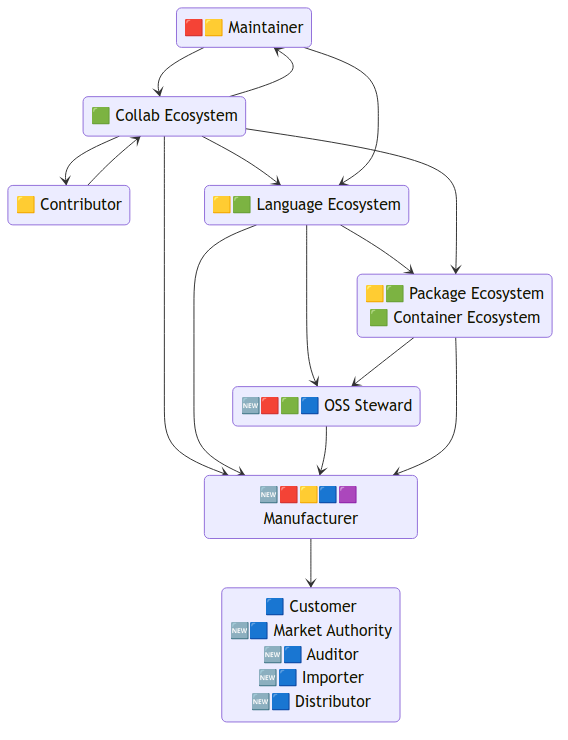 🟥🟨 Maintainer
🟩 Collab Ecosystem
🟨 Contributor
🟨🟩 Language Ecosystem
🟨🟩 Package Ecosystem
🟩 Container Ecosystem
🆕🟥🟩🟦 OSS Steward
🆕🟥🟨🟦🟪
Manufacturer
🟦 Customer
🆕🟦 Market Authority
🆕🟦 Auditor
🆕🟦 Importer
🆕🟦 Distributor